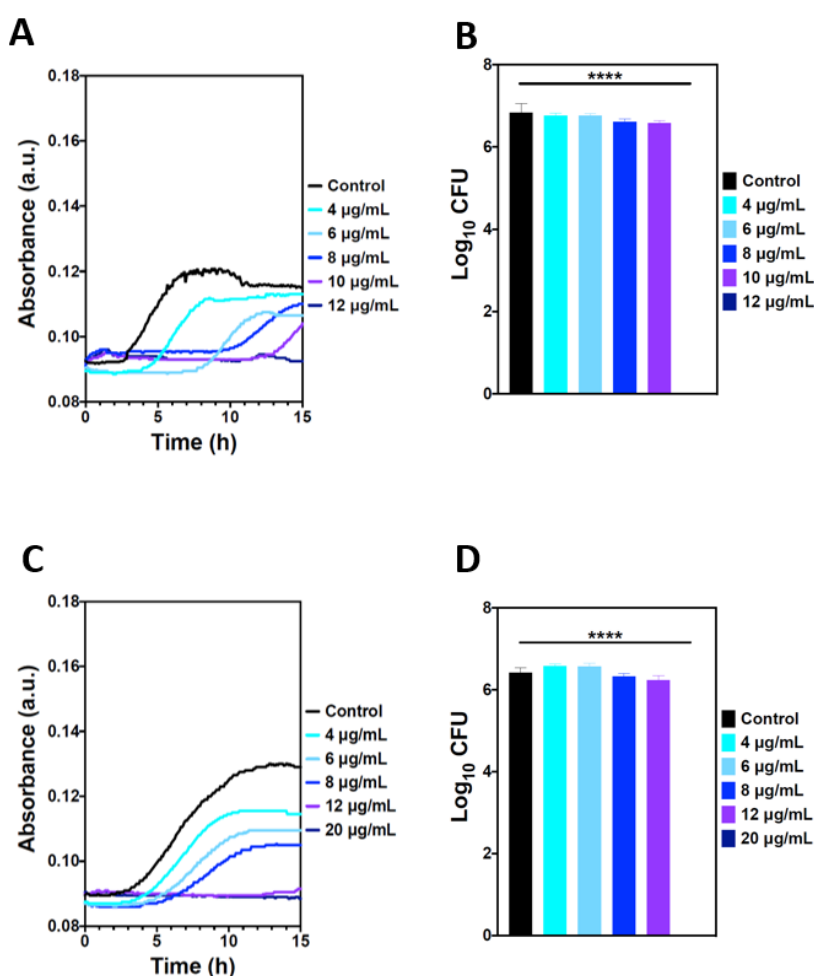 A
Absorbance (a.u.)
0.18
0.16
0.14
0.12
0.10
0.08
0 5 10 15
Time (h)
Control
4 µg/mL
6 µg/mL
8 µg/mL
10 µg/mL
12 µg/mL
B
Log10 CFU
8
6
4
2
0
****
Control
4 µg/mL
6 µg/mL
8 µg/mL
10 µg/mL
12 µg/mL
C
Absorbance (a.u.)
0.18
0.16
0.14
0.12
0.10
0.08
0 5 10 15
Time (h)
Control
4 µg/mL
6 µg/mL
8 µg/mL
12 µg/mL
20 µg/mL
D
Log10 CFU
8
6
4
2
0
****
Control
4 µg/mL
6 µg/mL
8 µg/mL
12 µg/mL
20 µg/mL